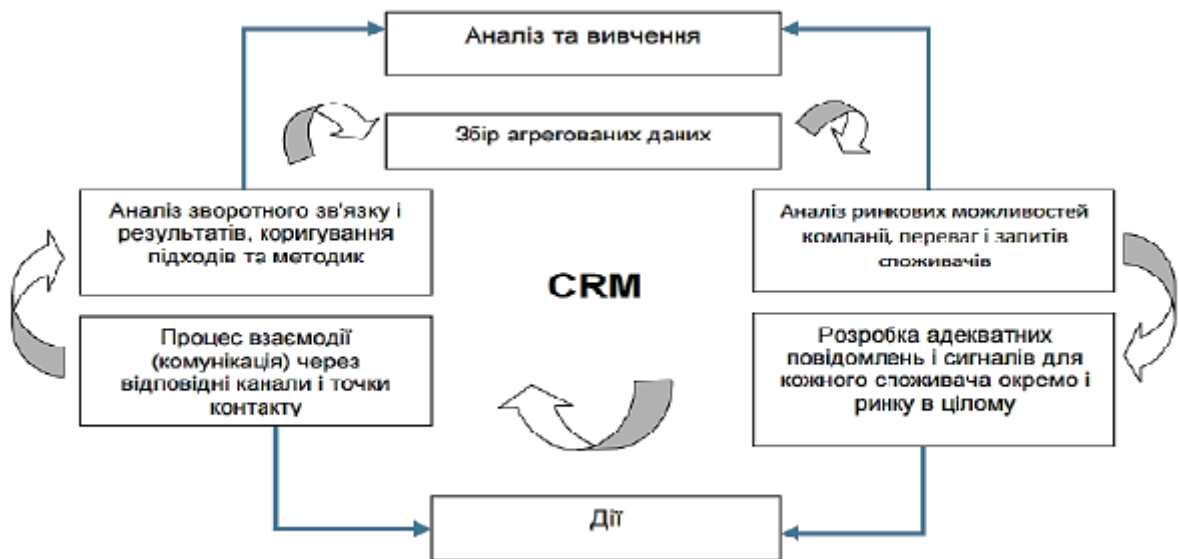 Аналіз та вивчення
Збір агрегованих даних
Аналіз зворотного зв'язку і
результатів, коригування
підходів та методик
Аналіз ринкових можливостей
компанії, переваг і запитів
споживачів
CRM
Процес взаємодії
(комунікація) через
відповідні канали і точки
контакту
Розробка адекватних
повідомлень і сигналів для
кожного споживача окремо і
ринку в цілому
Дії